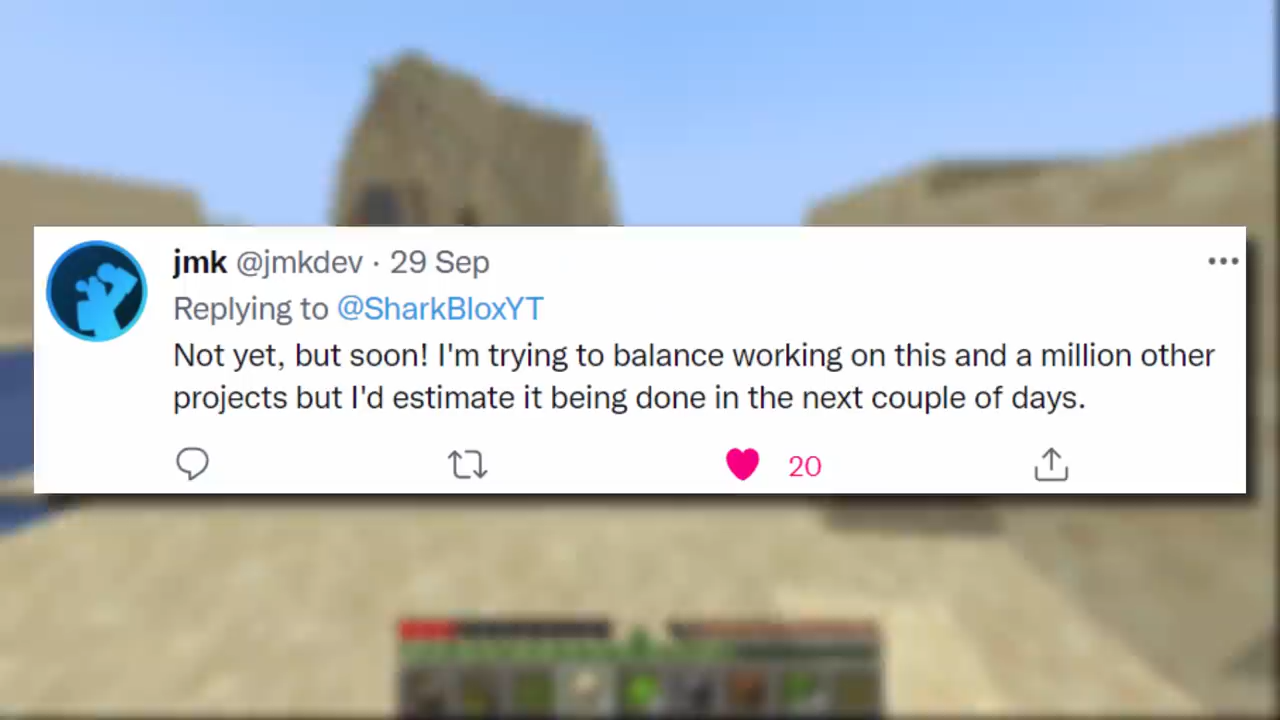 jmk @jmkdev · 29 Sep
Replying to @SharkBloxYT
Not yet, but soon! I'm trying to balance working on this and a million other
projects but I'd estimate it being done in the next couple of days.
20